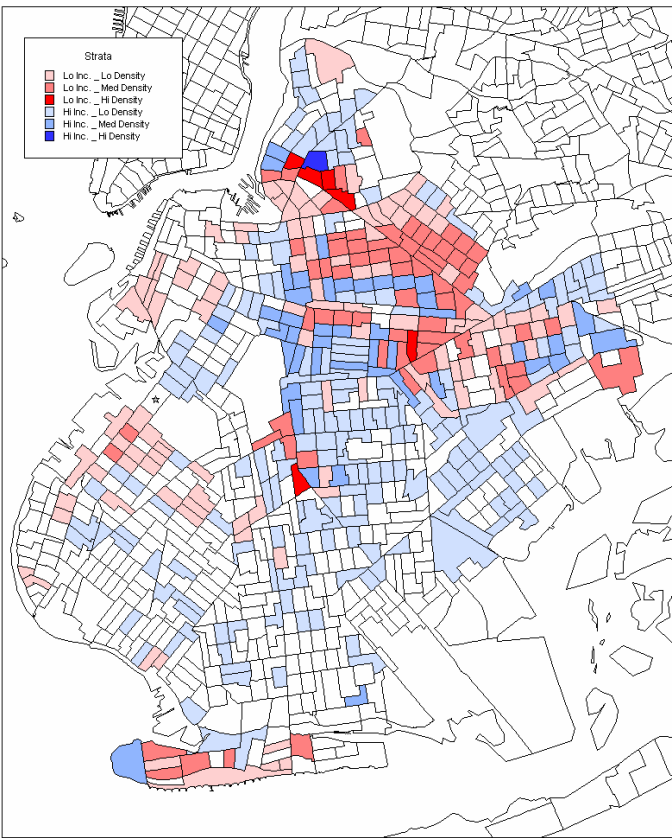 Strata
Lo Inc. _ Lo Density
Lo Inc. _ Med Density
Lo Inc. _ Hi Density
Hi Inc. _ Lo Density
Hi Inc. _ Med Density
Hi Inc. _ Hi Density